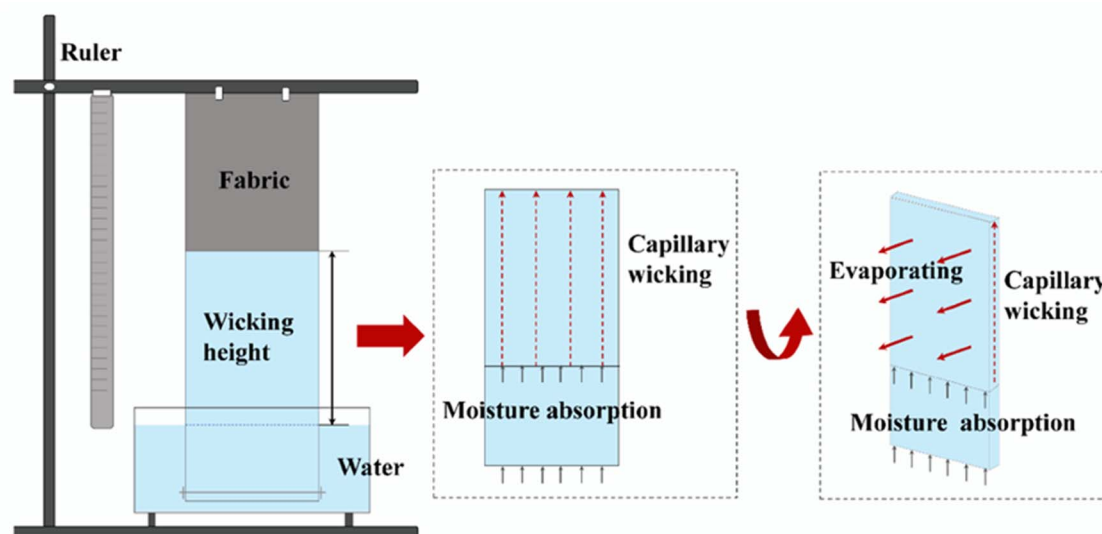 Ruler
Fabric
Wicking
height
Water
Capillary
wicking
Moisture absorption
Evaporating
Capillary
wicking
Moisture absorption